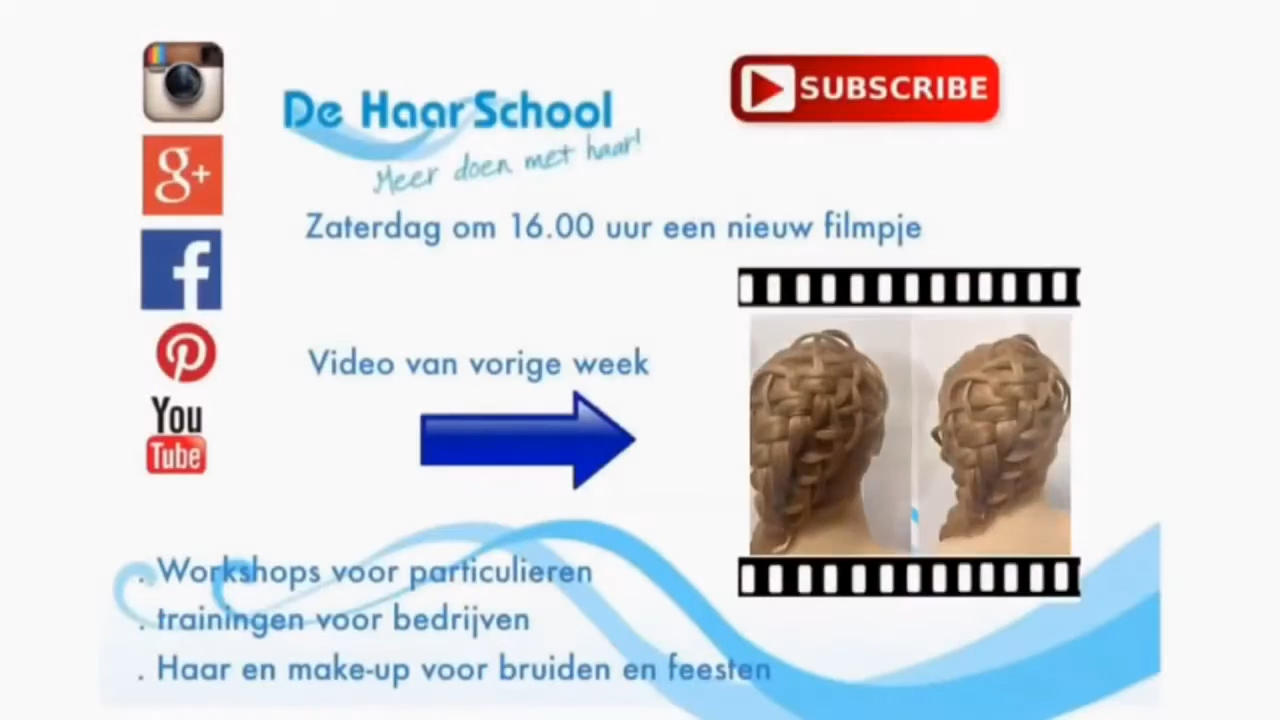 De Haar School
Meer doen met haar!
SUBSCRIBE
g+
f
Zaterdag om 16.00 uur een nieuw filmpje
Video van vorige week
You
Tube
. Workshops voor particulieren
. trainingen voor bedrijven
. Haar en make-up voor bruiden en feesten